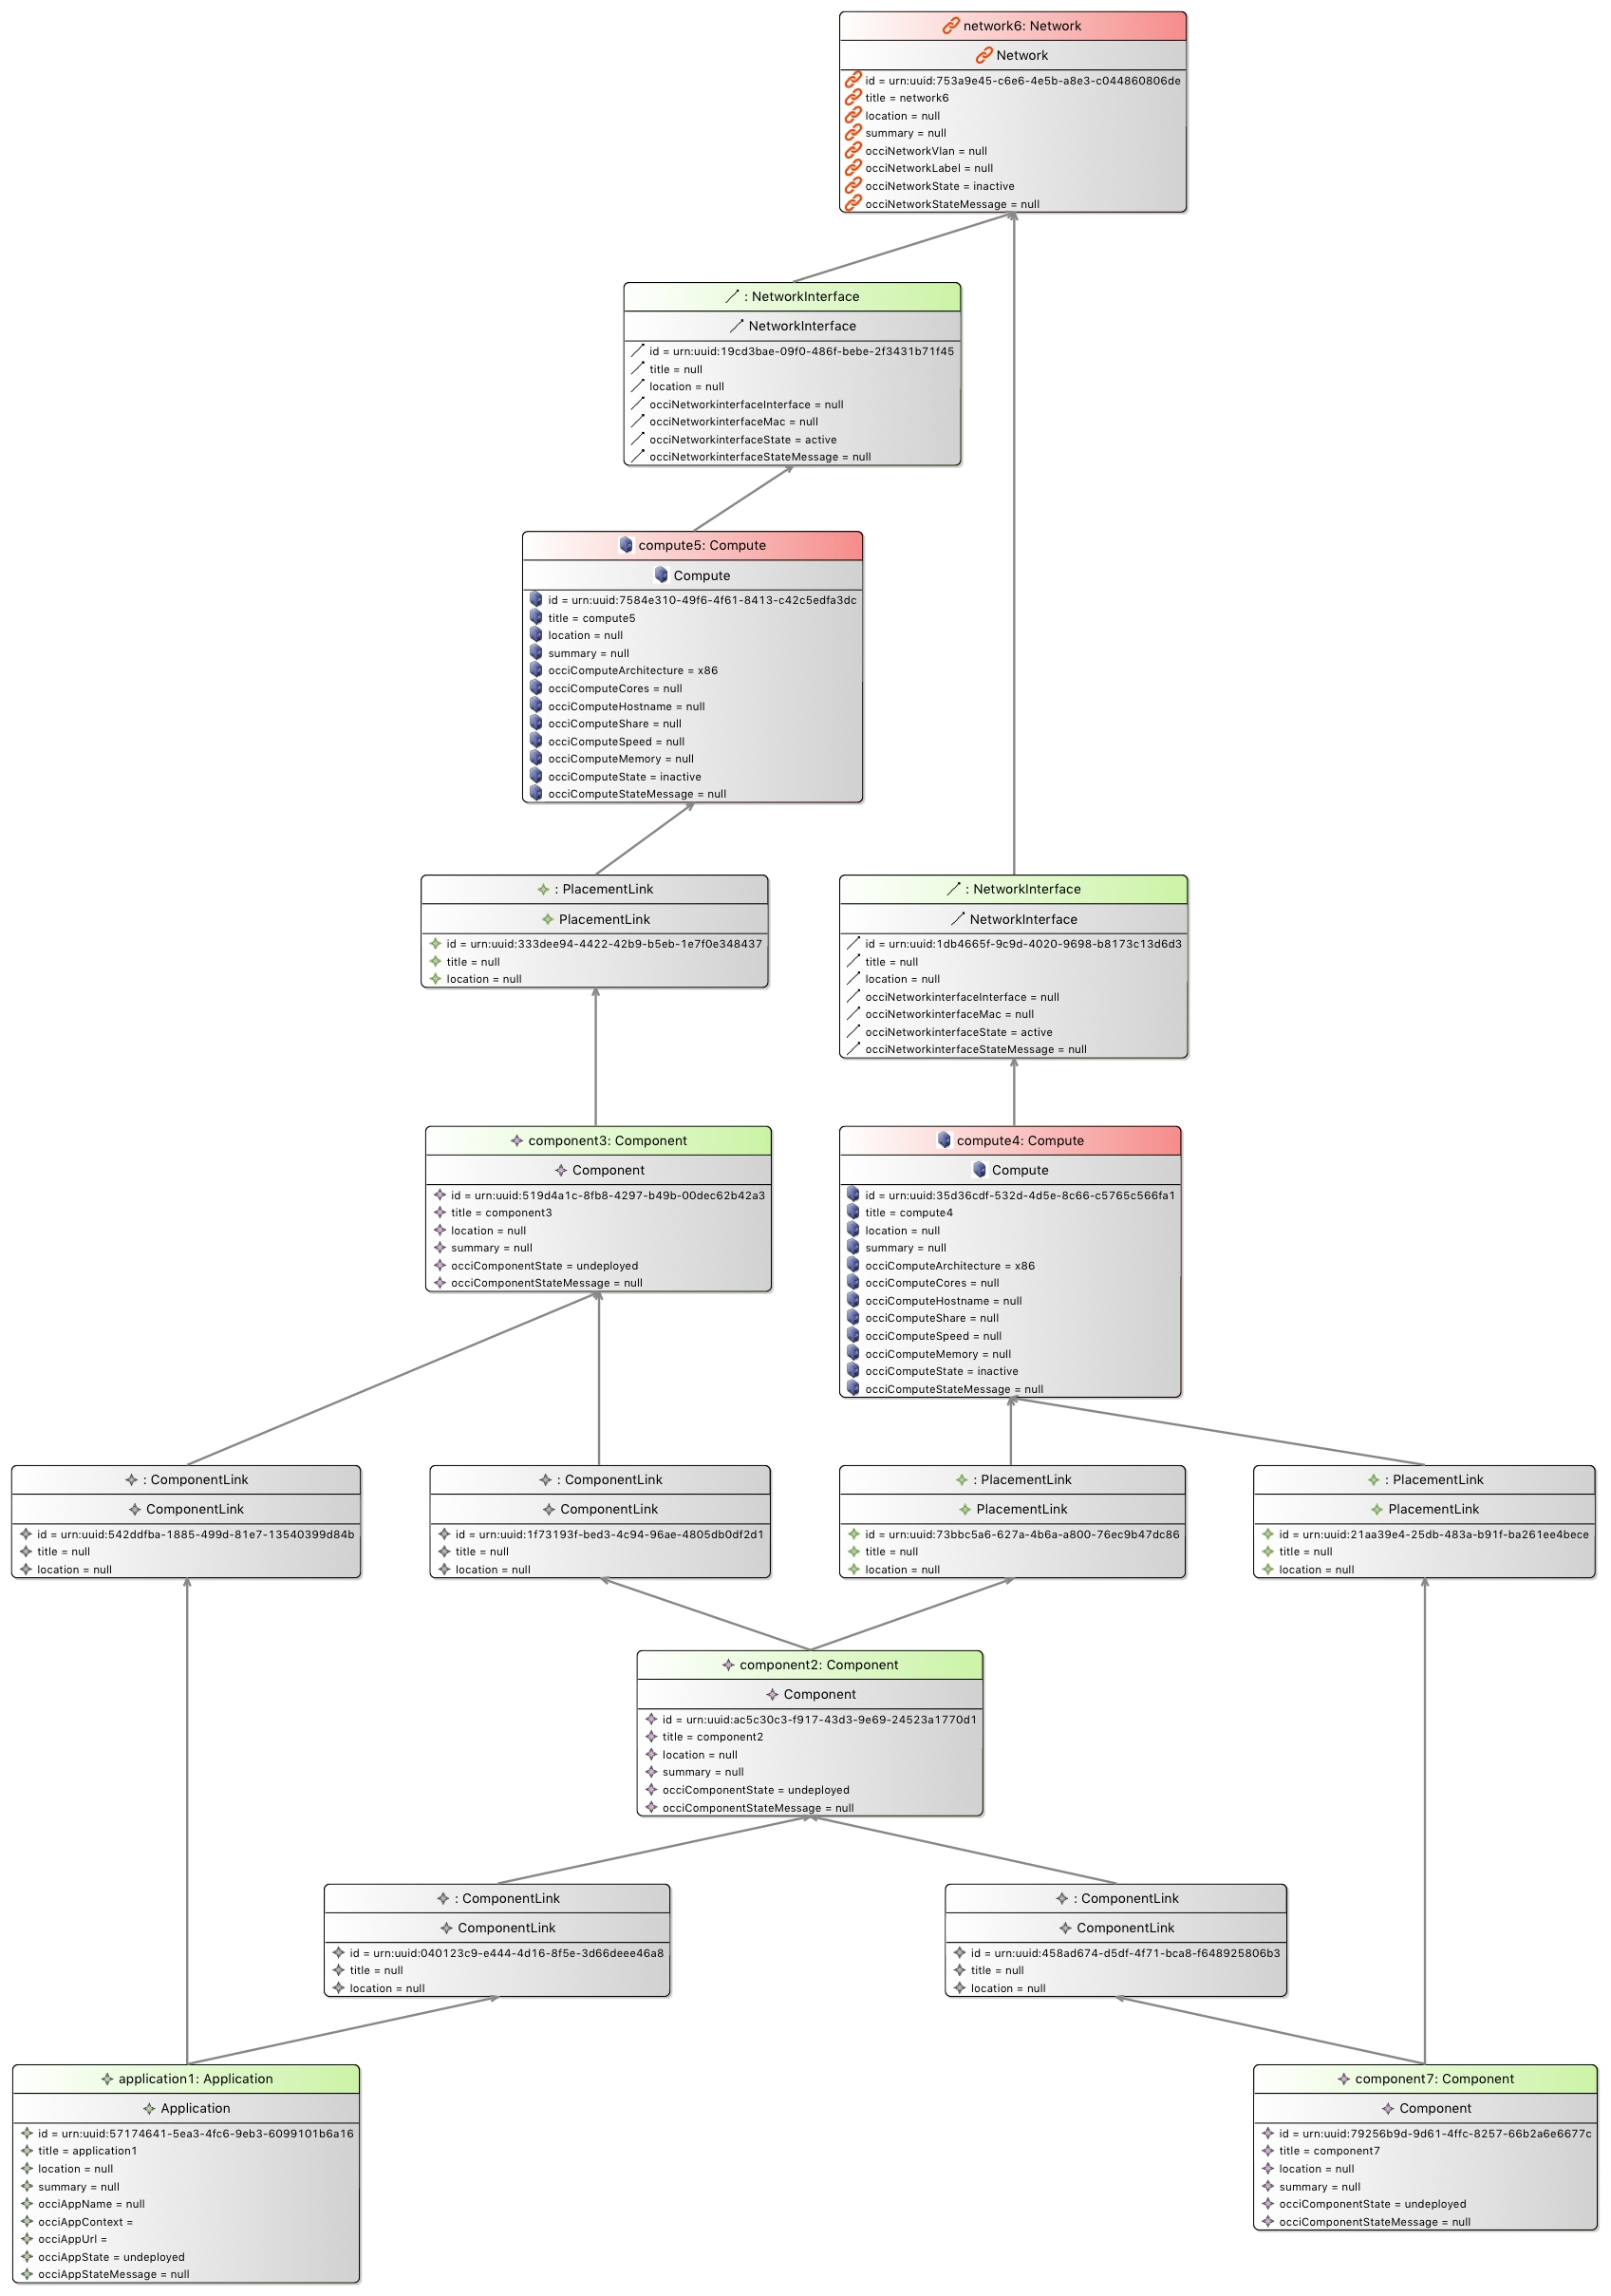 network6: Network
Network
id = urn:uuid:753a9e45-c6e6-4e5b-a8e3-c044860806de
title = network6
location = null
summary = null
occiNetworkVlan = null
occiNetworkLabel = null
occiNetworkState = inactive
occiNetworkStateMessage = null
: NetworkInterface
NetworkInterface
id = urn:uuid:19cd3bae-09f0-486f-bebe-2f3431b71f45
title = null
location = null
occiNetworkinterfaceInterface = null
occiNetworkinterfaceMac = null
occiNetworkinterfaceState = active
occiNetworkinterfaceStateMessage = null
compute5: Compute
Compute
id = urn:uuid:7584e310-49f6-4f61-8413-c42c5edfa3dc
title = compute5
location = null
summary = null
occiComputeArchitecture = x86
occiComputeCores = null
occiComputeHostname = null
occiComputeShare = null
occiComputeSpeed = null
occiComputeMemory = null
occiComputeState = inactive
occiComputeStateMessage = null
: PlacementLink
PlacementLink
id = urn:uuid:333dee94-4422-42b9-b5eb-1e7f0e348437
title = null
location = null
: NetworkInterface
NetworkInterface
id = urn:uuid:1db4665f-9c9d-4020-9698-b8173c13d6d3
title = null
location = null
occiNetworkinterfaceInterface = null
occiNetworkinterfaceMac = null
occiNetworkinterfaceState = active
occiNetworkinterfaceStateMessage = null
component3: Component
Component
id = urn:uuid:519d4a1c-8fb8-4297-b49b-00dec62b42a3
title = component3
location = null
summary = null
occiComponentState = undeployed
occiComponentStateMessage = null
compute4: Compute
Compute
id = urn:uuid:35d36cdf-532d-4d5e-8c66-c5765c566fa1
title = compute4
location = null
summary = null
occiComputeArchitecture = x86
occiComputeCores = null
occiComputeHostname = null
occiComputeShare = null
occiComputeSpeed = null
occiComputeMemory = null
occiComputeState = inactive
occiComputeStateMessage = null
: ComponentLink
ComponentLink
id = urn:uuid:542ddfba-1885-499d-81e7-13540399d84b
title = null
location = null
: ComponentLink
ComponentLink
id = urn:uuid:1f73193f-bed3-4c94-96ae-4805db0df2d1
title = null
location = null
: PlacementLink
PlacementLink
id = urn:uuid:73bbc5a6-627a-4b6a-a800-76ec9b47dc86
title = null
location = null
: PlacementLink
PlacementLink
id = urn:uuid:21aa39e4-25db-483a-b91f-ba261ee4bece
title = null
location = null
component2: Component
Component
id = urn:uuid:ac5c30c3-f917-43d3-9e69-24523a1770d1
title = component2
location = null
summary = null
occiComponentState = undeployed
occiComponentStateMessage = null
: ComponentLink
ComponentLink
id = urn:uuid:040123c9-e444-4d16-8f5e-3d66deee46a8
title = null
location = null
: ComponentLink
ComponentLink
id = urn:uuid:458ad674-d5df-4f71-bca8-f648925806b3
title = null
location = null
application1: Application
Application
id = urn:uuid:57174641-5ea3-4fc6-9eb3-6099101b6a16
title = application1
location = null
summary = null
occiAppName = null
occiAppContext =
occiAppUrl =
occiAppState = undeployed
occiAppStateMessage = null
component7: Component
Component
id = urn:uuid:79256b9d-9d61-4ffc-8257-66b2a6e6677c
title = component7
location = null
summary = null
occiComponentState = undeployed
occiComponentStateMessage = null